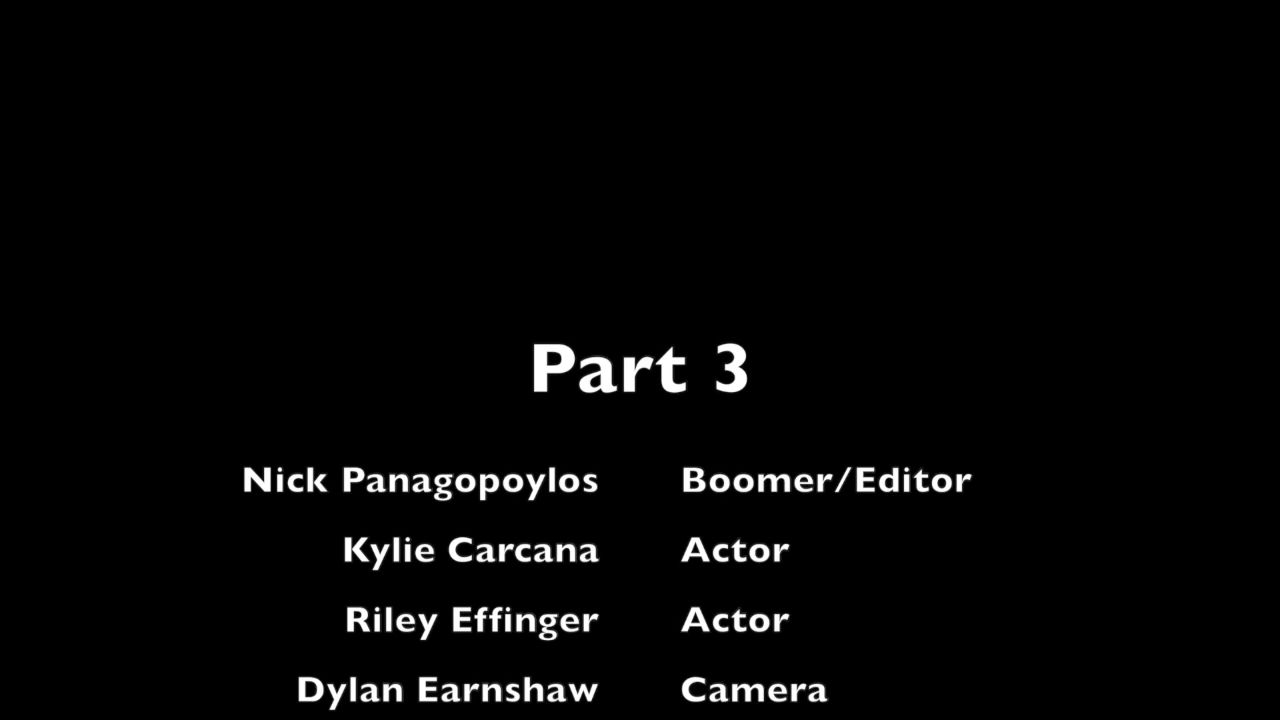 Part 3
Nick Panagopoylos Boomer/Editor
Kylie Carcana Actor
Riley Effinger Actor
Dylan Earnshaw Camera